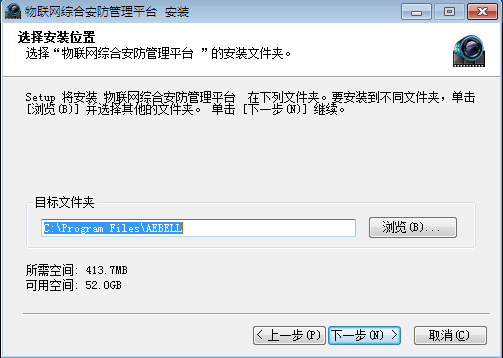 物联网综合安防管理平台 安装
选择安装位置
选择“物联网综合安防管理平台 ”的安装文件夹。
Setup 将安装 物联网综合安防管理平台 在下列文件夹。要安装到不同文件夹，单击
[浏览(B)] 并选择其他的文件夹。 单击 [下一步(N)] 继续。
目标文件夹
C:\Program Files\AEBELL
浏览(B)...
所需空间: 413.7MB
可用空间: 52.0GB
< 上一步(P) 下一步(N) > 取消(C)